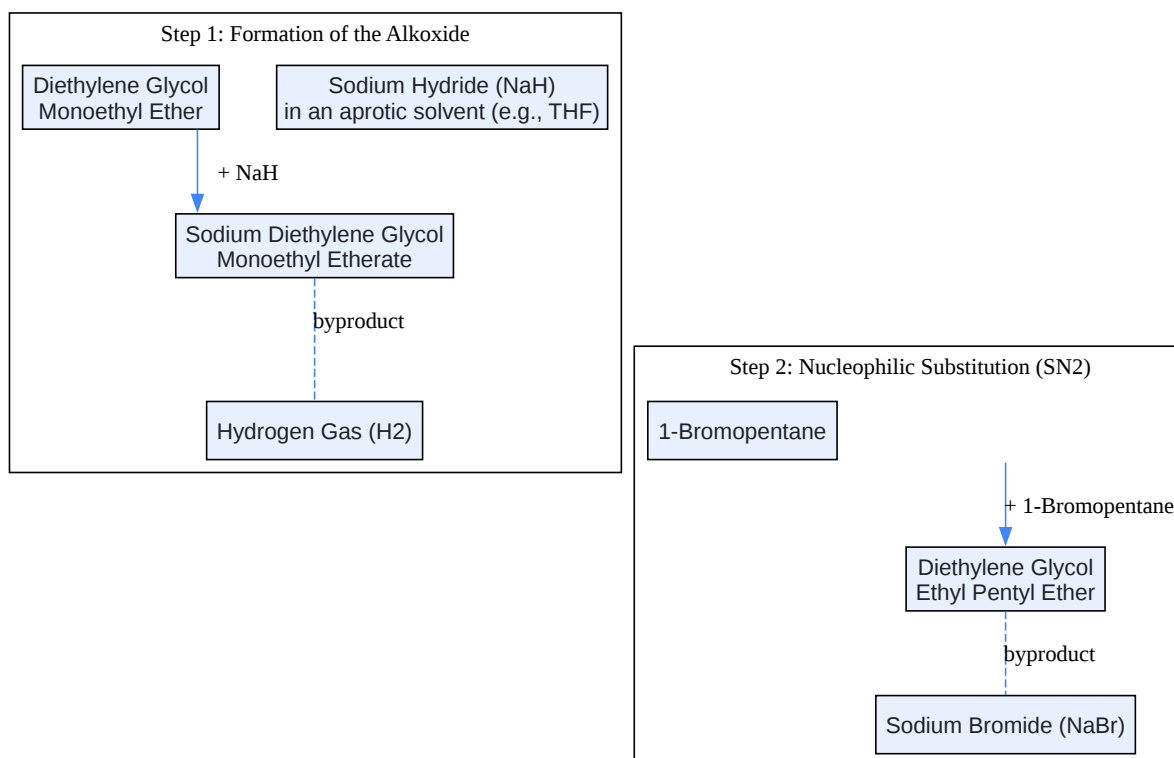 Step 1: Formation of the Alkoxide
Diethylene Glycol
Monoethyl Ether
Sodium Hydride (NaH)
in an aprotic solvent (e.g., THF)
+ NaH
Sodium Diethylene Glycol
Monoethyl Etherate
byproduct
Hydrogen Gas (H2)
Step 2: Nucleophilic Substitution (SN2)
1-Bromopentane
+ 1-Bromopentane
Diethylene Glycol
Ethyl Pentyl Ether
byproduct
Sodium Bromide (NaBr)